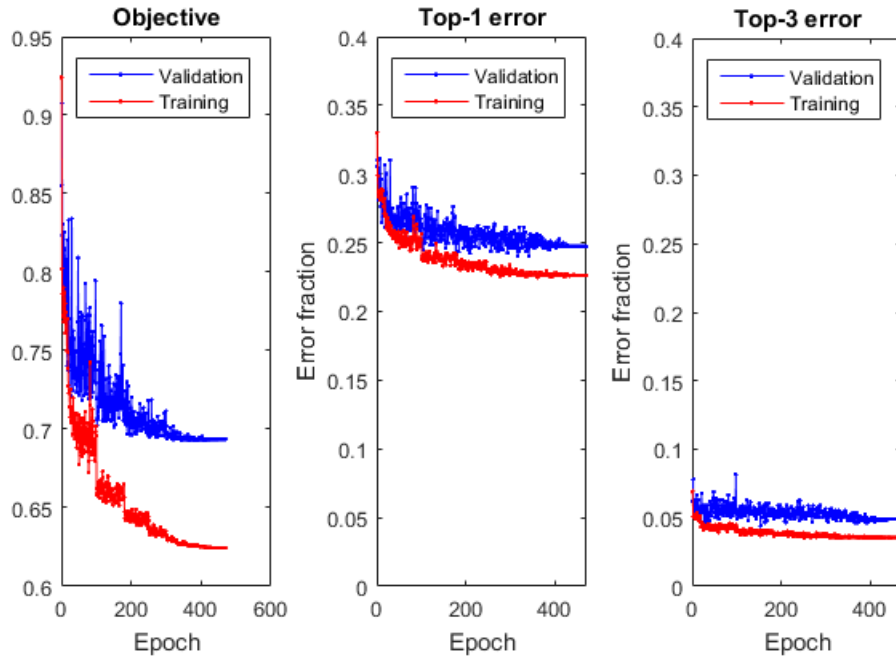 Objective
0.95
0.9
0.85
0.8
0.75
0.7
0.65
0.6
0
200
400
600
Epoch
Validation
Training
Top-1 error
Error fraction
0.4
0.35
0.3
0.25
0.2
0.15
0.1
0.05
0
0
200
400
Epoch
Validation
Training
Top-3 error
Error fraction
0.4
0.35
0.3
0.25
0.2
0.15
0.1
0.05
0
0
200
400
Epoch
Validation
Training